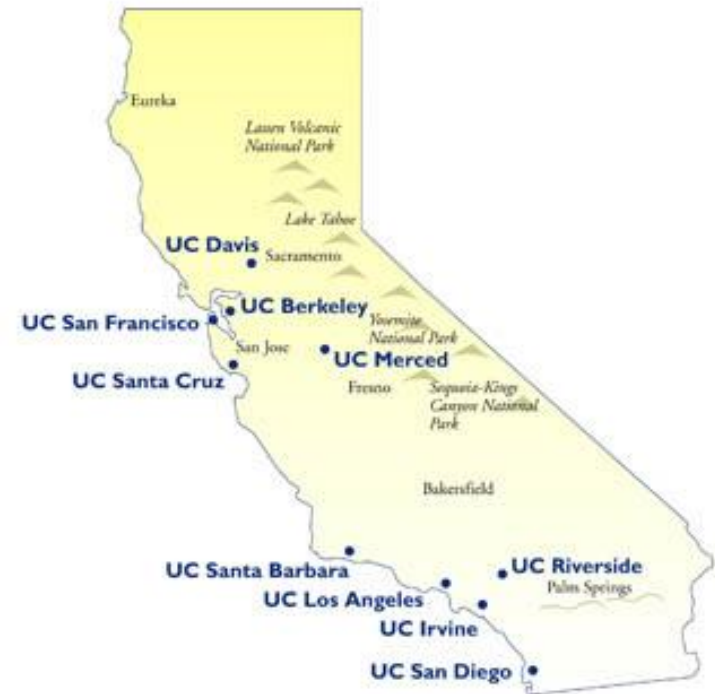 Eureka
Lassen Volcanic
National Park
Lake Tahoe
UC Davis
Sacramento
UC Berkeley
UC San Francisco
Yosemite
National Park
San Jose
UC Merced
UC Santa Cruz
Fresno
Sequoia-Kings
Canyon National
Park
Bakersfield
UC Santa Barbara
UC Riverside
Palm Springs
UC Los Angeles
UC Irvine
UC San Diego